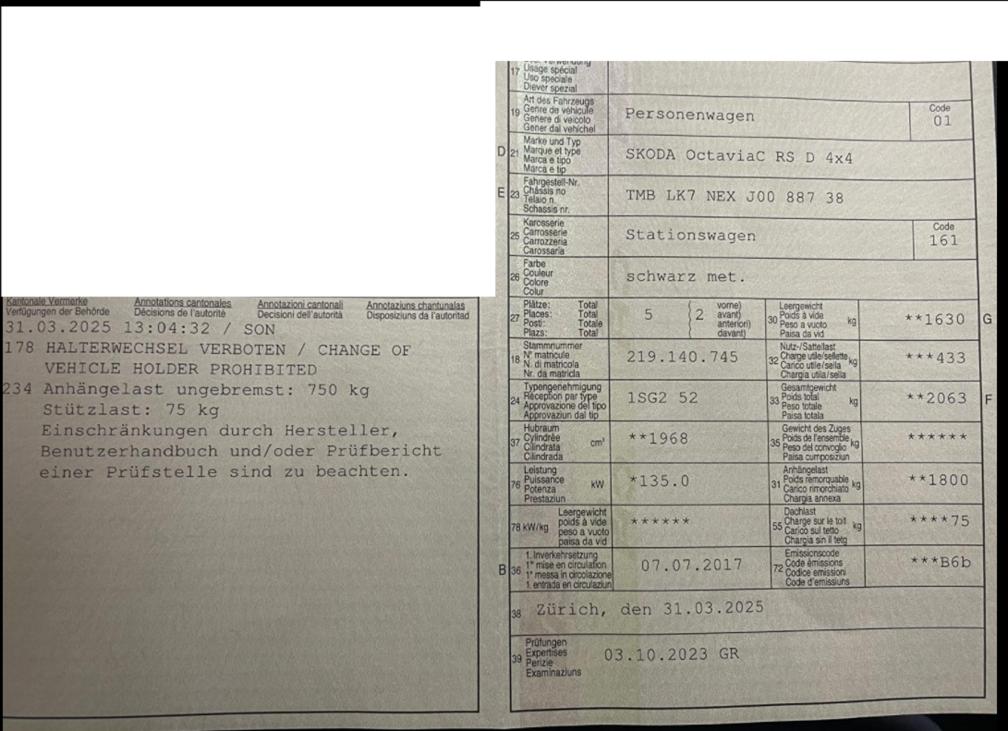 Kantonale Vermerke Annotations cantonales Annotazioni cantonali Annotaziuns chantunalas
Verfügungen der Behörde Décisions de l'autorité Decisioni dell'autorità Disposiziuns da l'autoritad
31.03.2025 13:04:32 / SON
178 HALTERWECHSEL VERBOTEN / CHANGE OF
VEHICLE HOLDER PROHIBITED
234 Anhängelast ungebremst: 750 kg
Stützlast: 75 kg
Einschränkungen durch Hersteller,
Benutzerhandbuch und/oder Prüfbericht
einer Prüfstelle sind zu beachten.
17 Usage spécial
Uso speciale
Diever spezial
Art des Fahrzeugs
19 Genre de véhicule Personenwagen Code
Genere di veicolo 01
Gener dal vehichel
Marke und Typ
D 21 Marque et type SKODA OctaviaC RS D 4x4
Marca e tipo
Marca e tip
Fahrgestell-Nr.
E 23 Châssis no TMB LK7 NEX J00 887 38
Telaio n.
Schassis nr.
Karosserie
25 Carrosserie Stationswagen Code
Carrozzeria 161
Carossaria
Farbe
26 Couleur schwarz met.
Colore
Colur
Plätze: Total vorne) Leergewicht
27 Places: Total 5 ( 2 avant) 30 Poids à vide kg **1630 G
Posti: Totale anteriori) Peso a vuoto
Plazs: Total davant) Paisa da vid
Stammnummer Nutz-/Sattellast
18 N° matricule 219.140.745 32 Charge utile/sellette kg ***433
N. di matricola Carico utile/sella
Nr. da matricla Chargia utila/sella
Typengenehmigung Gesamtgewicht
24 Réception par type 1SG2 52 33 Poids total kg **2063 F
Approvazione del tipo Peso totale
Approvaziun dal tip Paisa totala
Hubraum Gewicht des Zuges
37 Cylindrée cm³ **1968 35 Poids de l'ensemble kg ******
Cilindrata Peso del convoglio
Cilindrada Paisa cumposiziun
Leistung Anhängelast
76 Puissance kW *135.0 31 Poids remorquable kg **1800
Potenza Carico rimorchiato
Prestaziun Chargia annexa
Leergewicht Dachlast
78 kW/kg poids à vide ****** 55 Charge sur le toit kg ****75
peso a vuoto Carico sul tetto
paisa da vid Chargia sin il tetg
1. Inverkehrsetzung Emissionscode
B 36 1re mise en circulation 07.07.2017 72 Code émissions ***B6b
1a messa in circolazione Codice emissioni
1. entrada en circulaziun Code d'emissiuns
38 Zürich, den 31.03.2025
Prüfungen
39 Expertises 03.10.2023 GR
Perizie
Examinaziuns